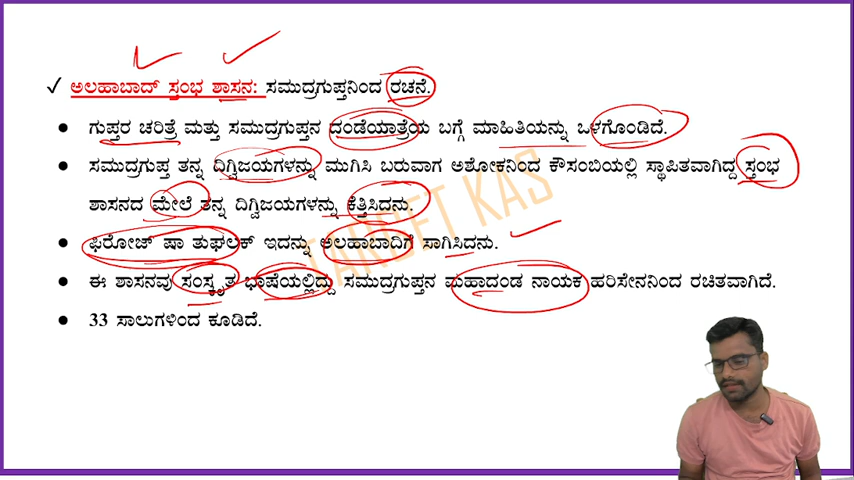 ✓ ಅಲಹಾಬಾದ್ ಸ್ತಂಭ ಶಾಸನ: ಸಮುದ್ರಗುಪ್ತನಿಂದ ರಚನೆ.
● ಗುಪ್ತರ ಚರಿತ್ರೆ ಮತ್ತು ಸಮುದ್ರಗುಪ್ತನ ದಂಡೆಯಾತ್ರೆಯ ಬಗ್ಗೆ ಮಾಹಿತಿಯನ್ನು ಒಳಗೊಂಡಿದೆ.
● ಸಮುದ್ರಗುಪ್ತ ತನ್ನ ದಿಗ್ವಿಜಯಗಳನ್ನು ಮುಗಿಸಿ ಬರುವಾಗ ಅಶೋಕನಿಂದ ಕೌಸಂಬಿಯಲ್ಲಿ ಸ್ಥಾಪಿತವಾಗಿದ್ದ ಸ್ತಂಭ
ಶಾಸನದ ಮೇಲೆ ತನ್ನ ದಿಗ್ವಿಜಯಗಳನ್ನು ಕೆತ್ತಿಸಿದನು.
● ಫಿರೋಜ್ ಷಾ ತುಘಲಕ್ ಇದನ್ನು ಅಲಹಾಬಾದಿಗೆ ಸಾಗಿಸಿದನು.
● ಈ ಶಾಸನವು ಸಂಸ್ಕೃತ ಭಾಷೆಯಲ್ಲಿದ್ದು ಸಮುದ್ರಗುಪ್ತನ ಮಹಾದಂಡ ನಾಯಕ ಹರಿಸೇನನಿಂದ ರಚಿತವಾಗಿದೆ.
● 33 ಸಾಲುಗಳಿಂದ ಕೂಡಿದೆ.
TARGET KAS